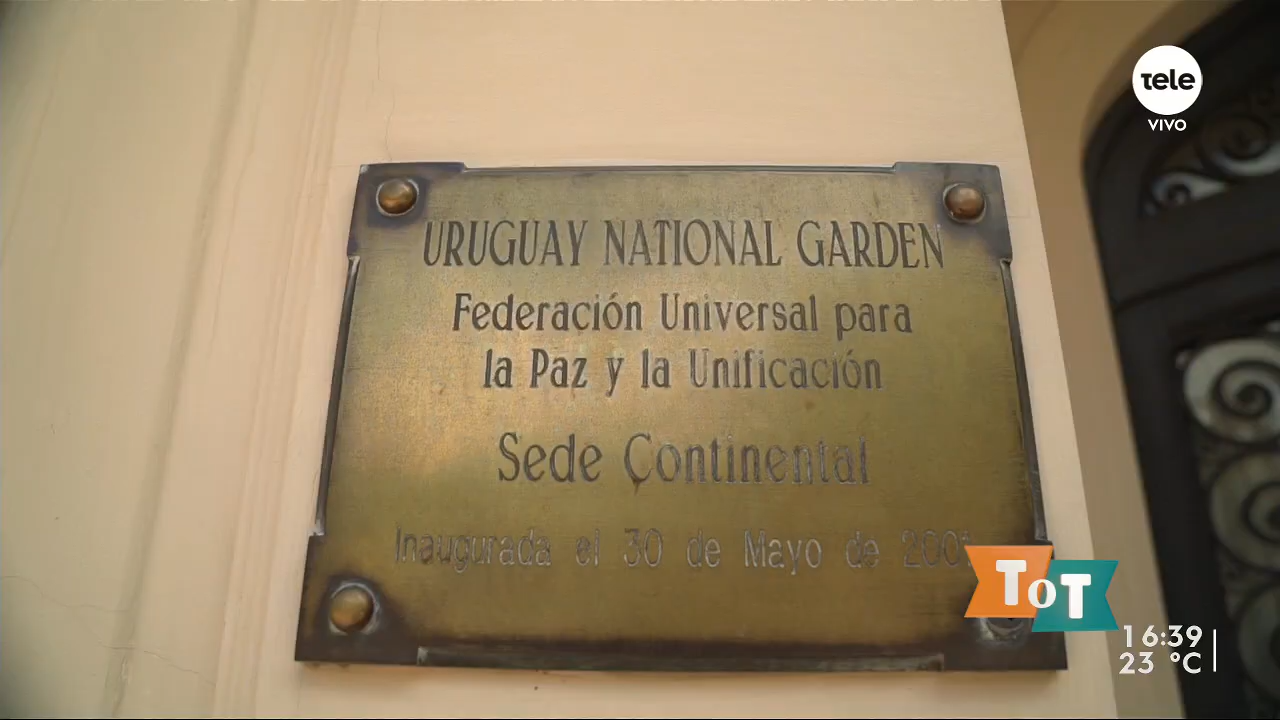 tele
VIVO
URUGUAY NATIONAL GARDEN
Federación Universal para
la Paz y la Unificación
Sede Continental
Inaugurada el 30 de Mayo de
TOT
16:39
23 °C